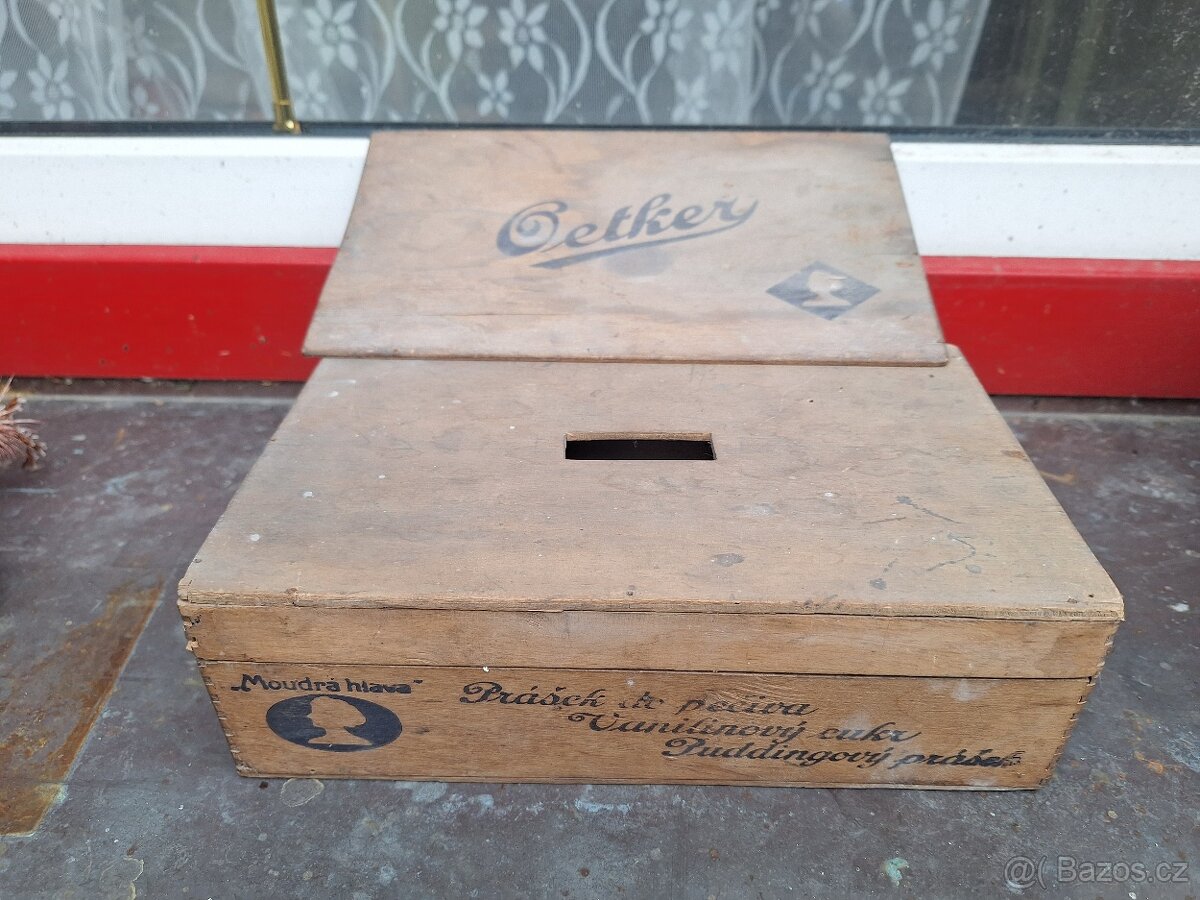 Oetker
„Moudrá hlava“
Prášek do pečiva
Vanilinový cukr
Puddingový prášek
@( Bazos.cz